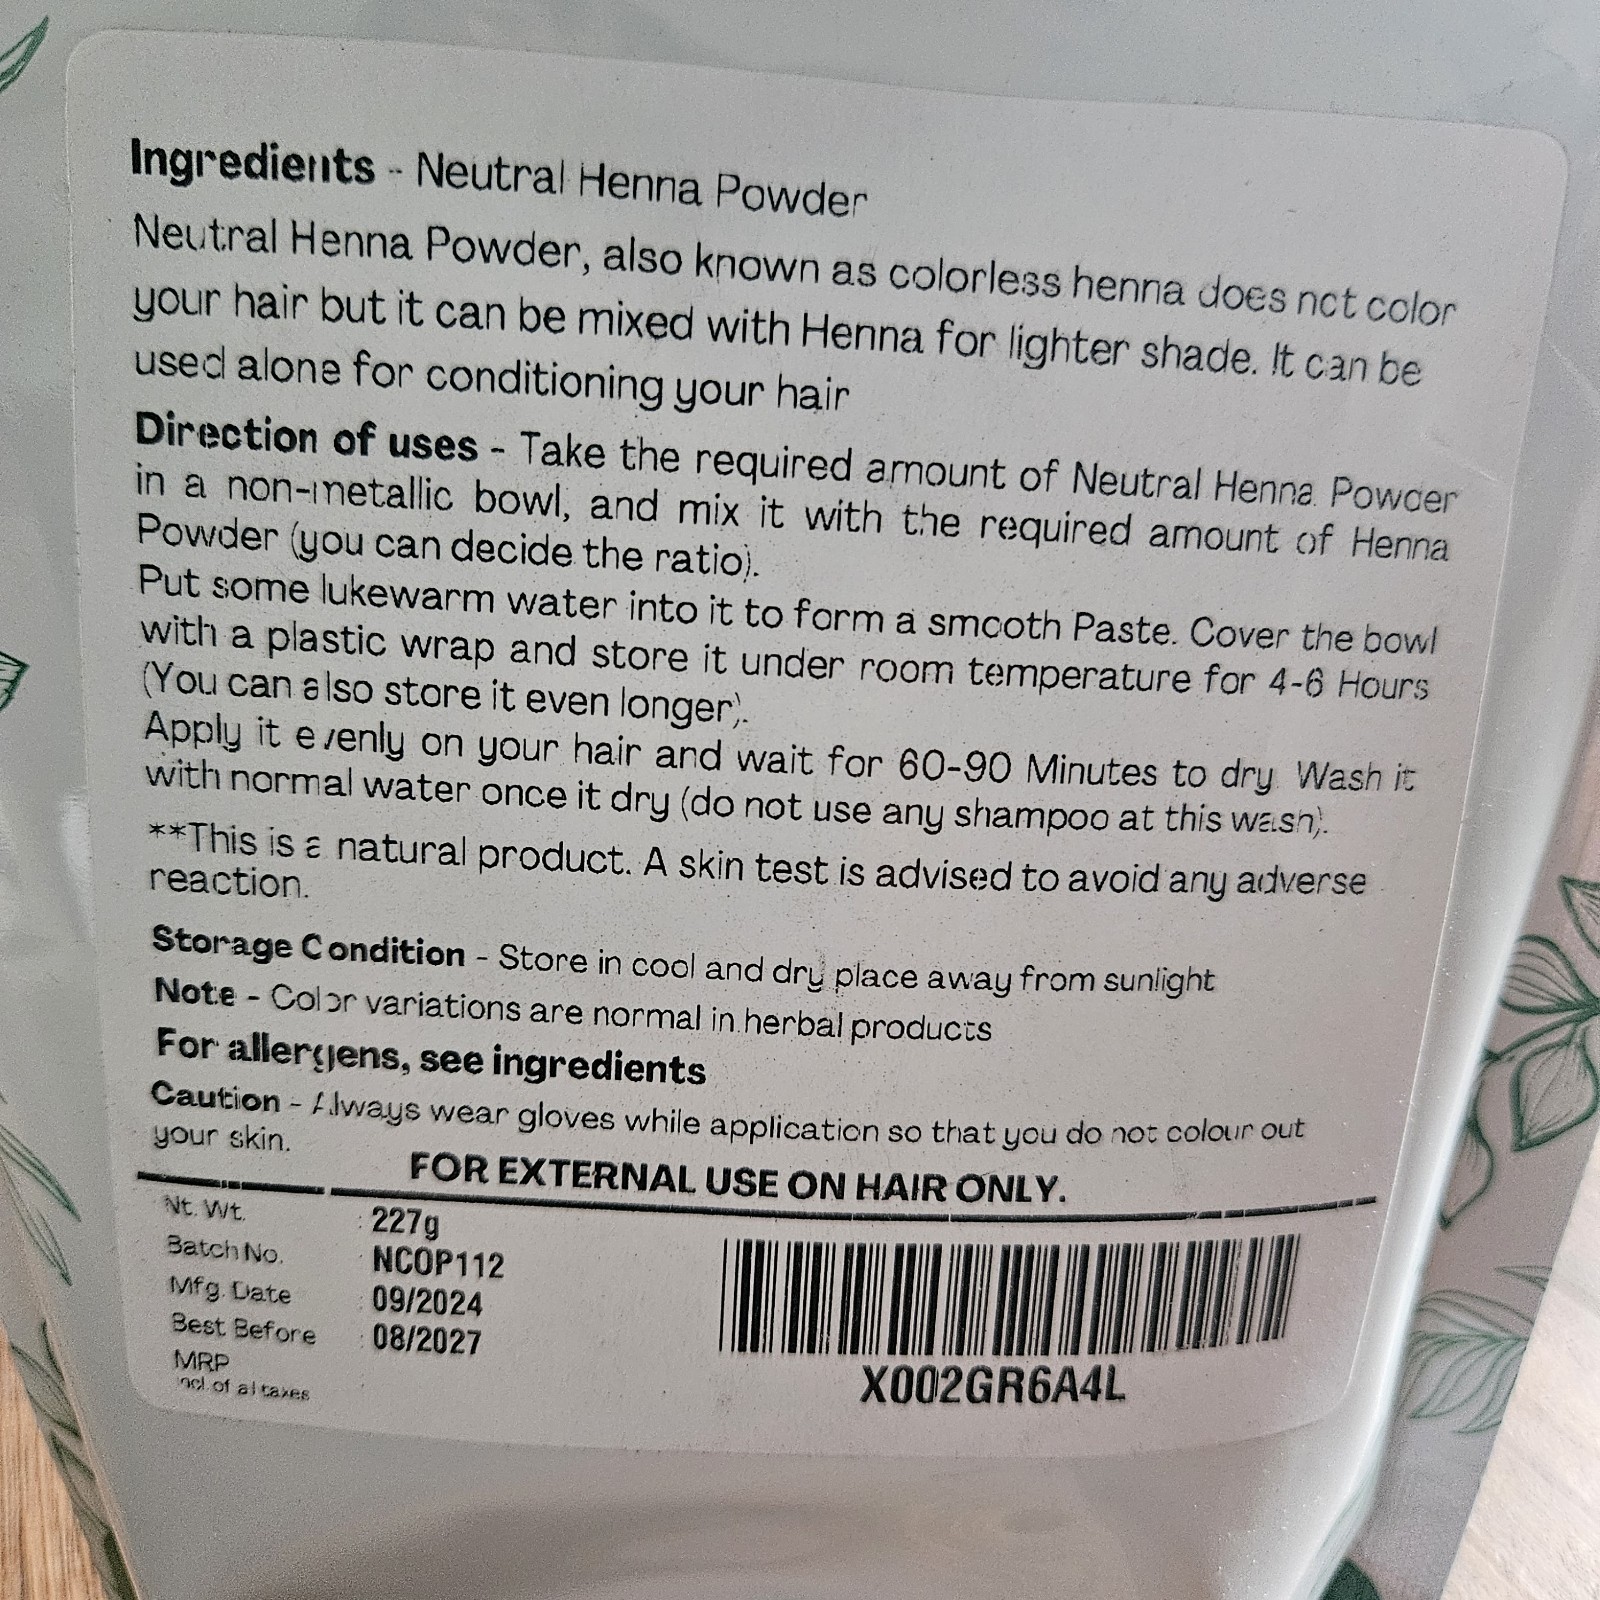 Ingredients - Neutral Henna Powder
Neutral Henna Powder, also known as colorless henna does not color
your hair but it can be mixed with Henna for lighter shade. It can be
used alone for conditioning your hair
Direction of uses - Take the required amount of Neutral Henna Powder
in a non-metallic bowl, and mix it with the required amount of Henna
Powder (you can decide the ratio).
Put some lukewarm water into it to form a smooth Paste. Cover the bowl
with a plastic wrap and store it under room temperature for 4-6 Hours
(You can also store it even longer).
Apply it evenly on your hair and wait for 60-90 Minutes to dry. Wash it
with normal water once it dry (do not use any shampoo at this wash).
**This is a natural product. A skin test is advised to avoid any adverse
reaction.
Storage Condition - Store in cool and dry place away from sunlight
Note - Color variations are normal in herbal products
For allergens, see ingredients
Caution - Always wear gloves while application so that you do not colour out
your skin.
FOR EXTERNAL USE ON HAIR ONLY.
Nt. Wt. : 227g
Batch No. : NCOP112
Mfg. Date : 09/2024
Best Before : 08/2027
MRP
incl. of al taxes
X002GR6A4L